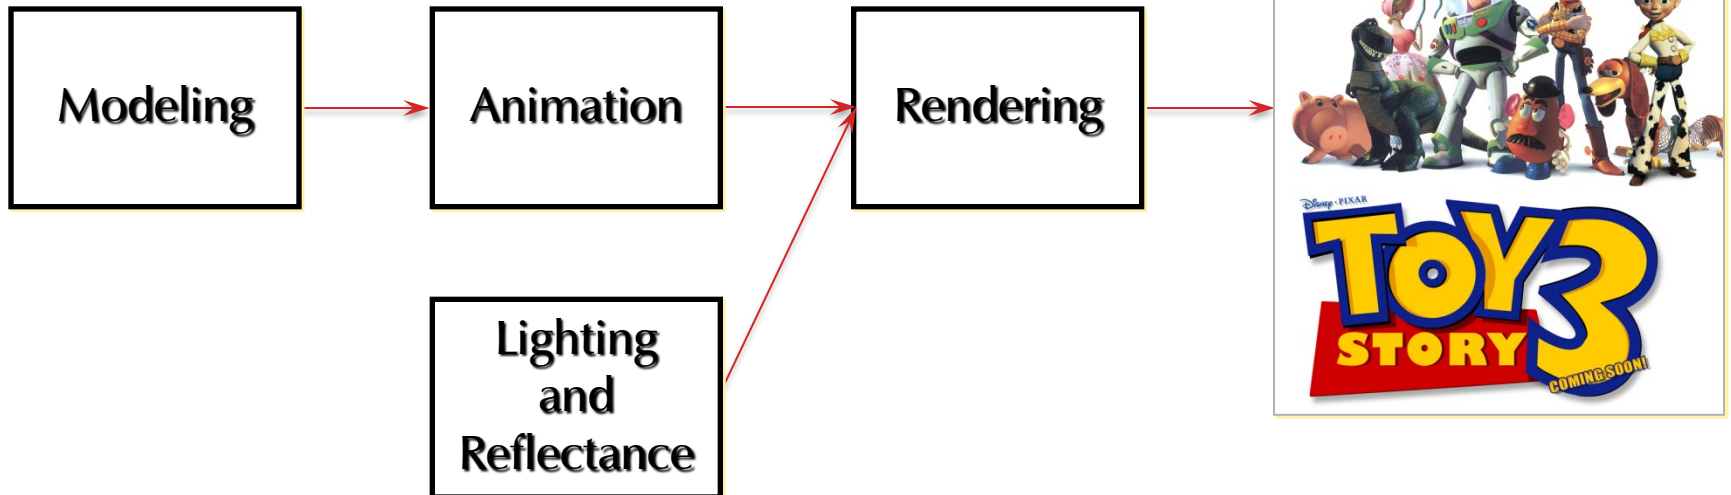 Modeling
Animation
Rendering
Lighting
and
Reflectance
Disney · PIXAR
TOY
STORY
3
COMING SOON!